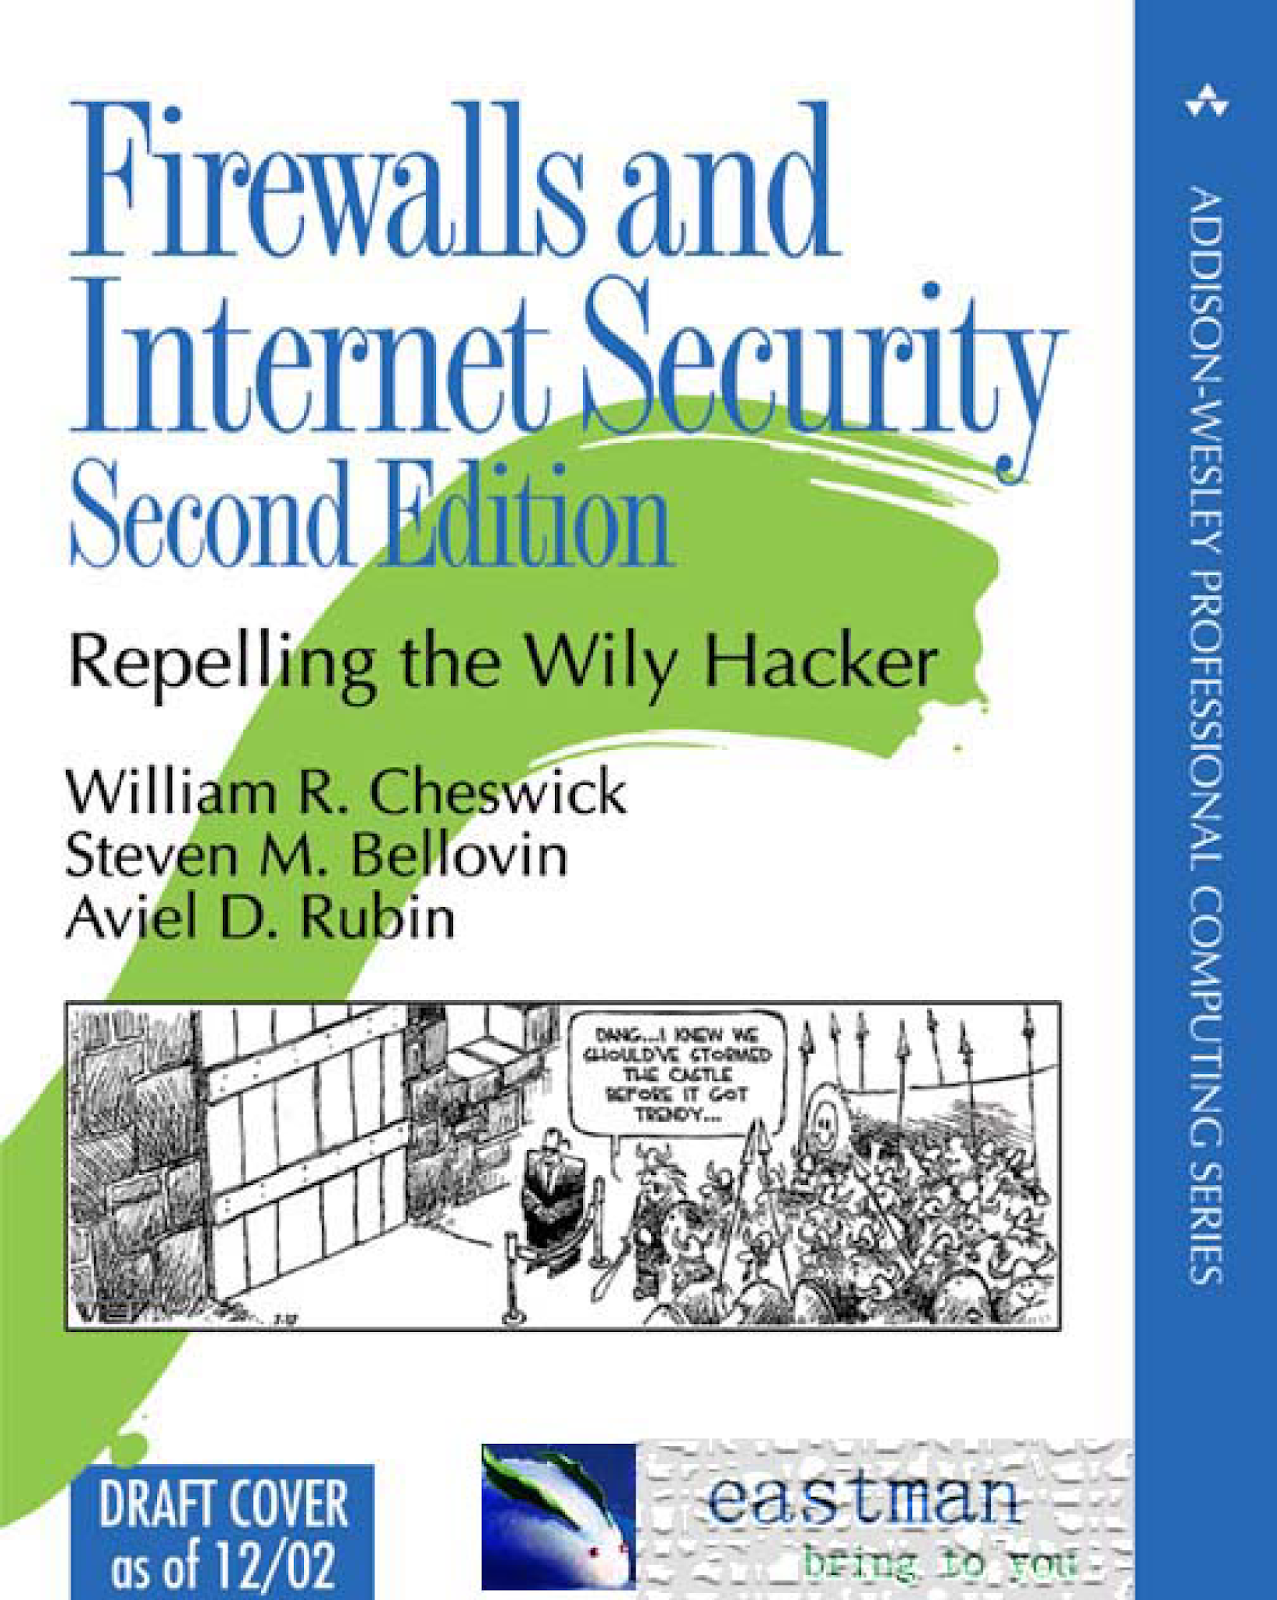 Firewalls and
Internet Security
Second Edition
Repelling the Wily Hacker
William R. Cheswick
Steven M. Bellovin
Aviel D. Rubin
DANG...I KNEW WE
SHOULD'VE STORMED
THE CASTLE
BEFORE IT GOT
TRENDY...
3-12
DRAFT COVER
as of 12/02
eastman
bring to you
ADDISON-WESLEY PROFESSIONAL COMPUTING SERIES